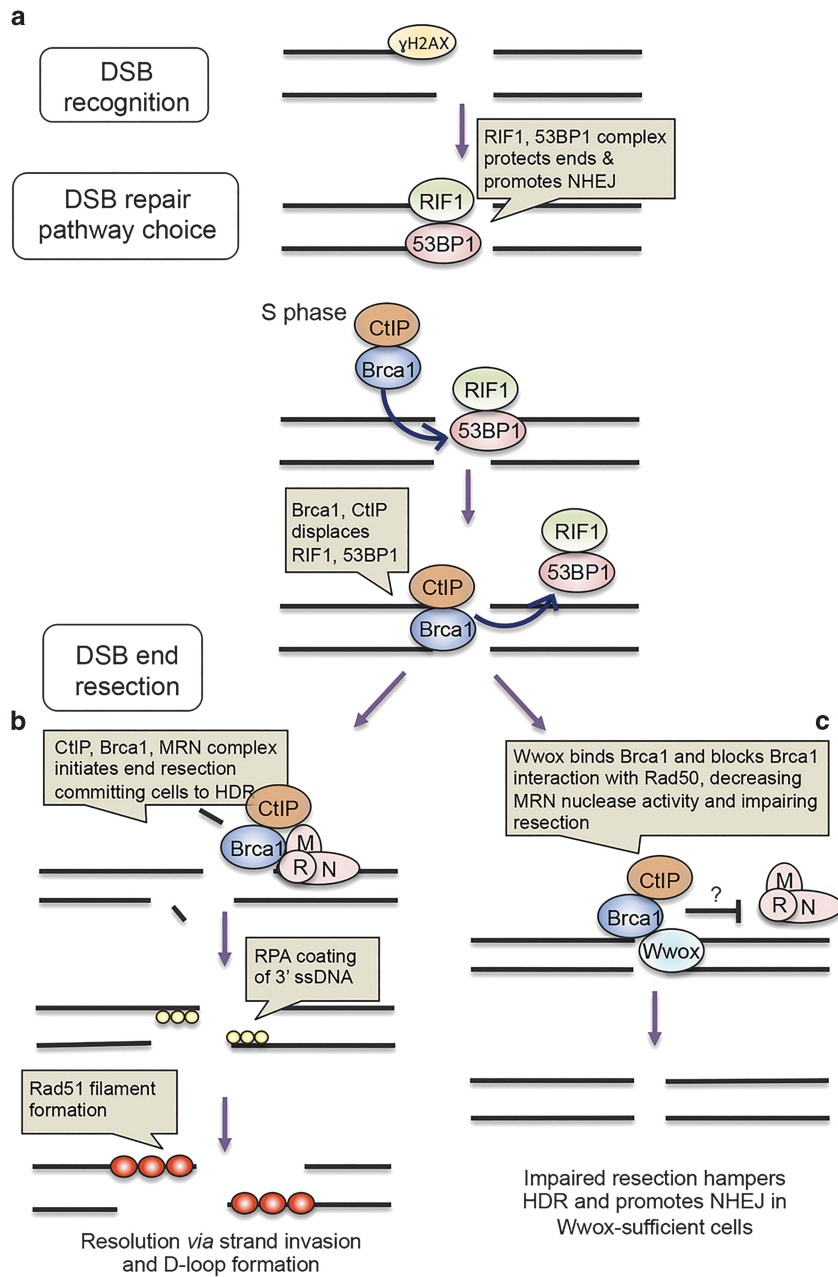 a
DSB
recognition
ɣH2AX
RIF1, 53BP1 complex
protects ends &
promotes NHEJ
DSB repair
pathway choice
RIF1
53BP1
S phase
CtIP
Brca1
RIF1
53BP1
Brca1, CtIP
displaces
RIF1, 53BP1
RIF1
53BP1
CtIP
Brca1
DSB end
resection
b
CtIP, Brca1, MRN complex
initiates end resection
committing cells to HDR
CtIP
Brca1
M
R N
RPA coating
of 3' ssDNA
Rad51 filament
formation
Resolution via strand invasion
and D-loop formation
c
Wwox binds Brca1 and blocks Brca1
interaction with Rad50, decreasing
MRN nuclease activity and impairing
resection
CtIP
Brca1
?
M
R N
Wwox
Impaired resection hampers
HDR and promotes NHEJ in
Wwox-sufficient cells